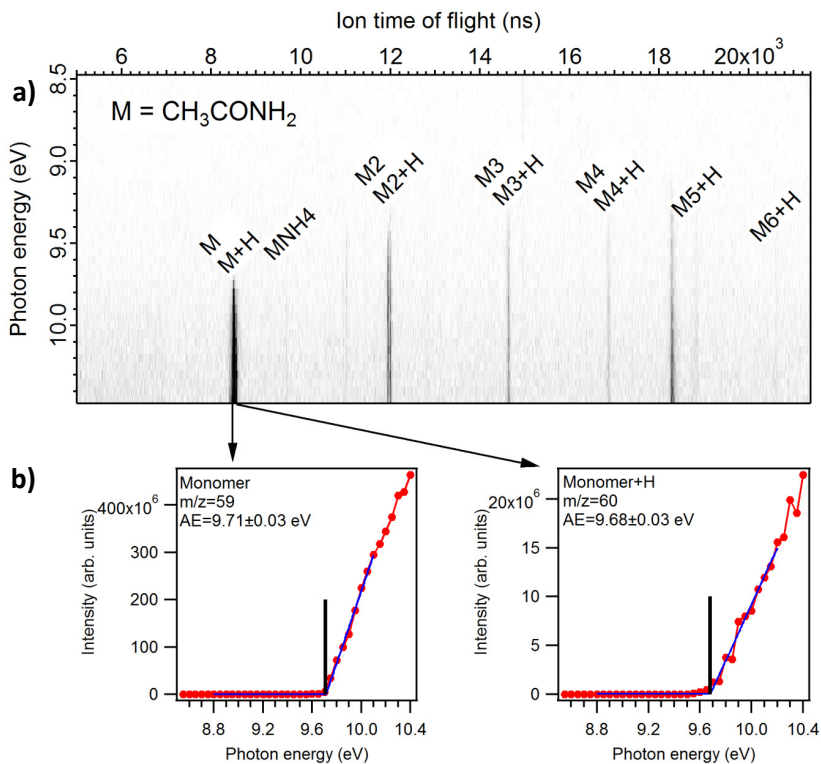 Ion time of flight (ns)
6 8 10 12 14 16 18 20x10³
a)
Photon energy (eV)
8.5
9.0
9.5
10.0
M = CH₃CONH₂
M
M+H
MNH4
M2
M2+H
M3
M3+H
M4
M4+H
M5+H
M6+H
b)
Monomer
m/z=59
AE=9.71±0.03 eV
Intensity (arb. units)
400x10⁶
300
200
100
0
8.8 9.2 9.6 10.0 10.4
Photon energy (eV)
Monomer+H
m/z=60
AE=9.68±0.03 eV
Intensity (arb. units)
20x10⁶
15
10
5
0
8.8 9.2 9.6 10.0 10.4
Photon energy (eV)